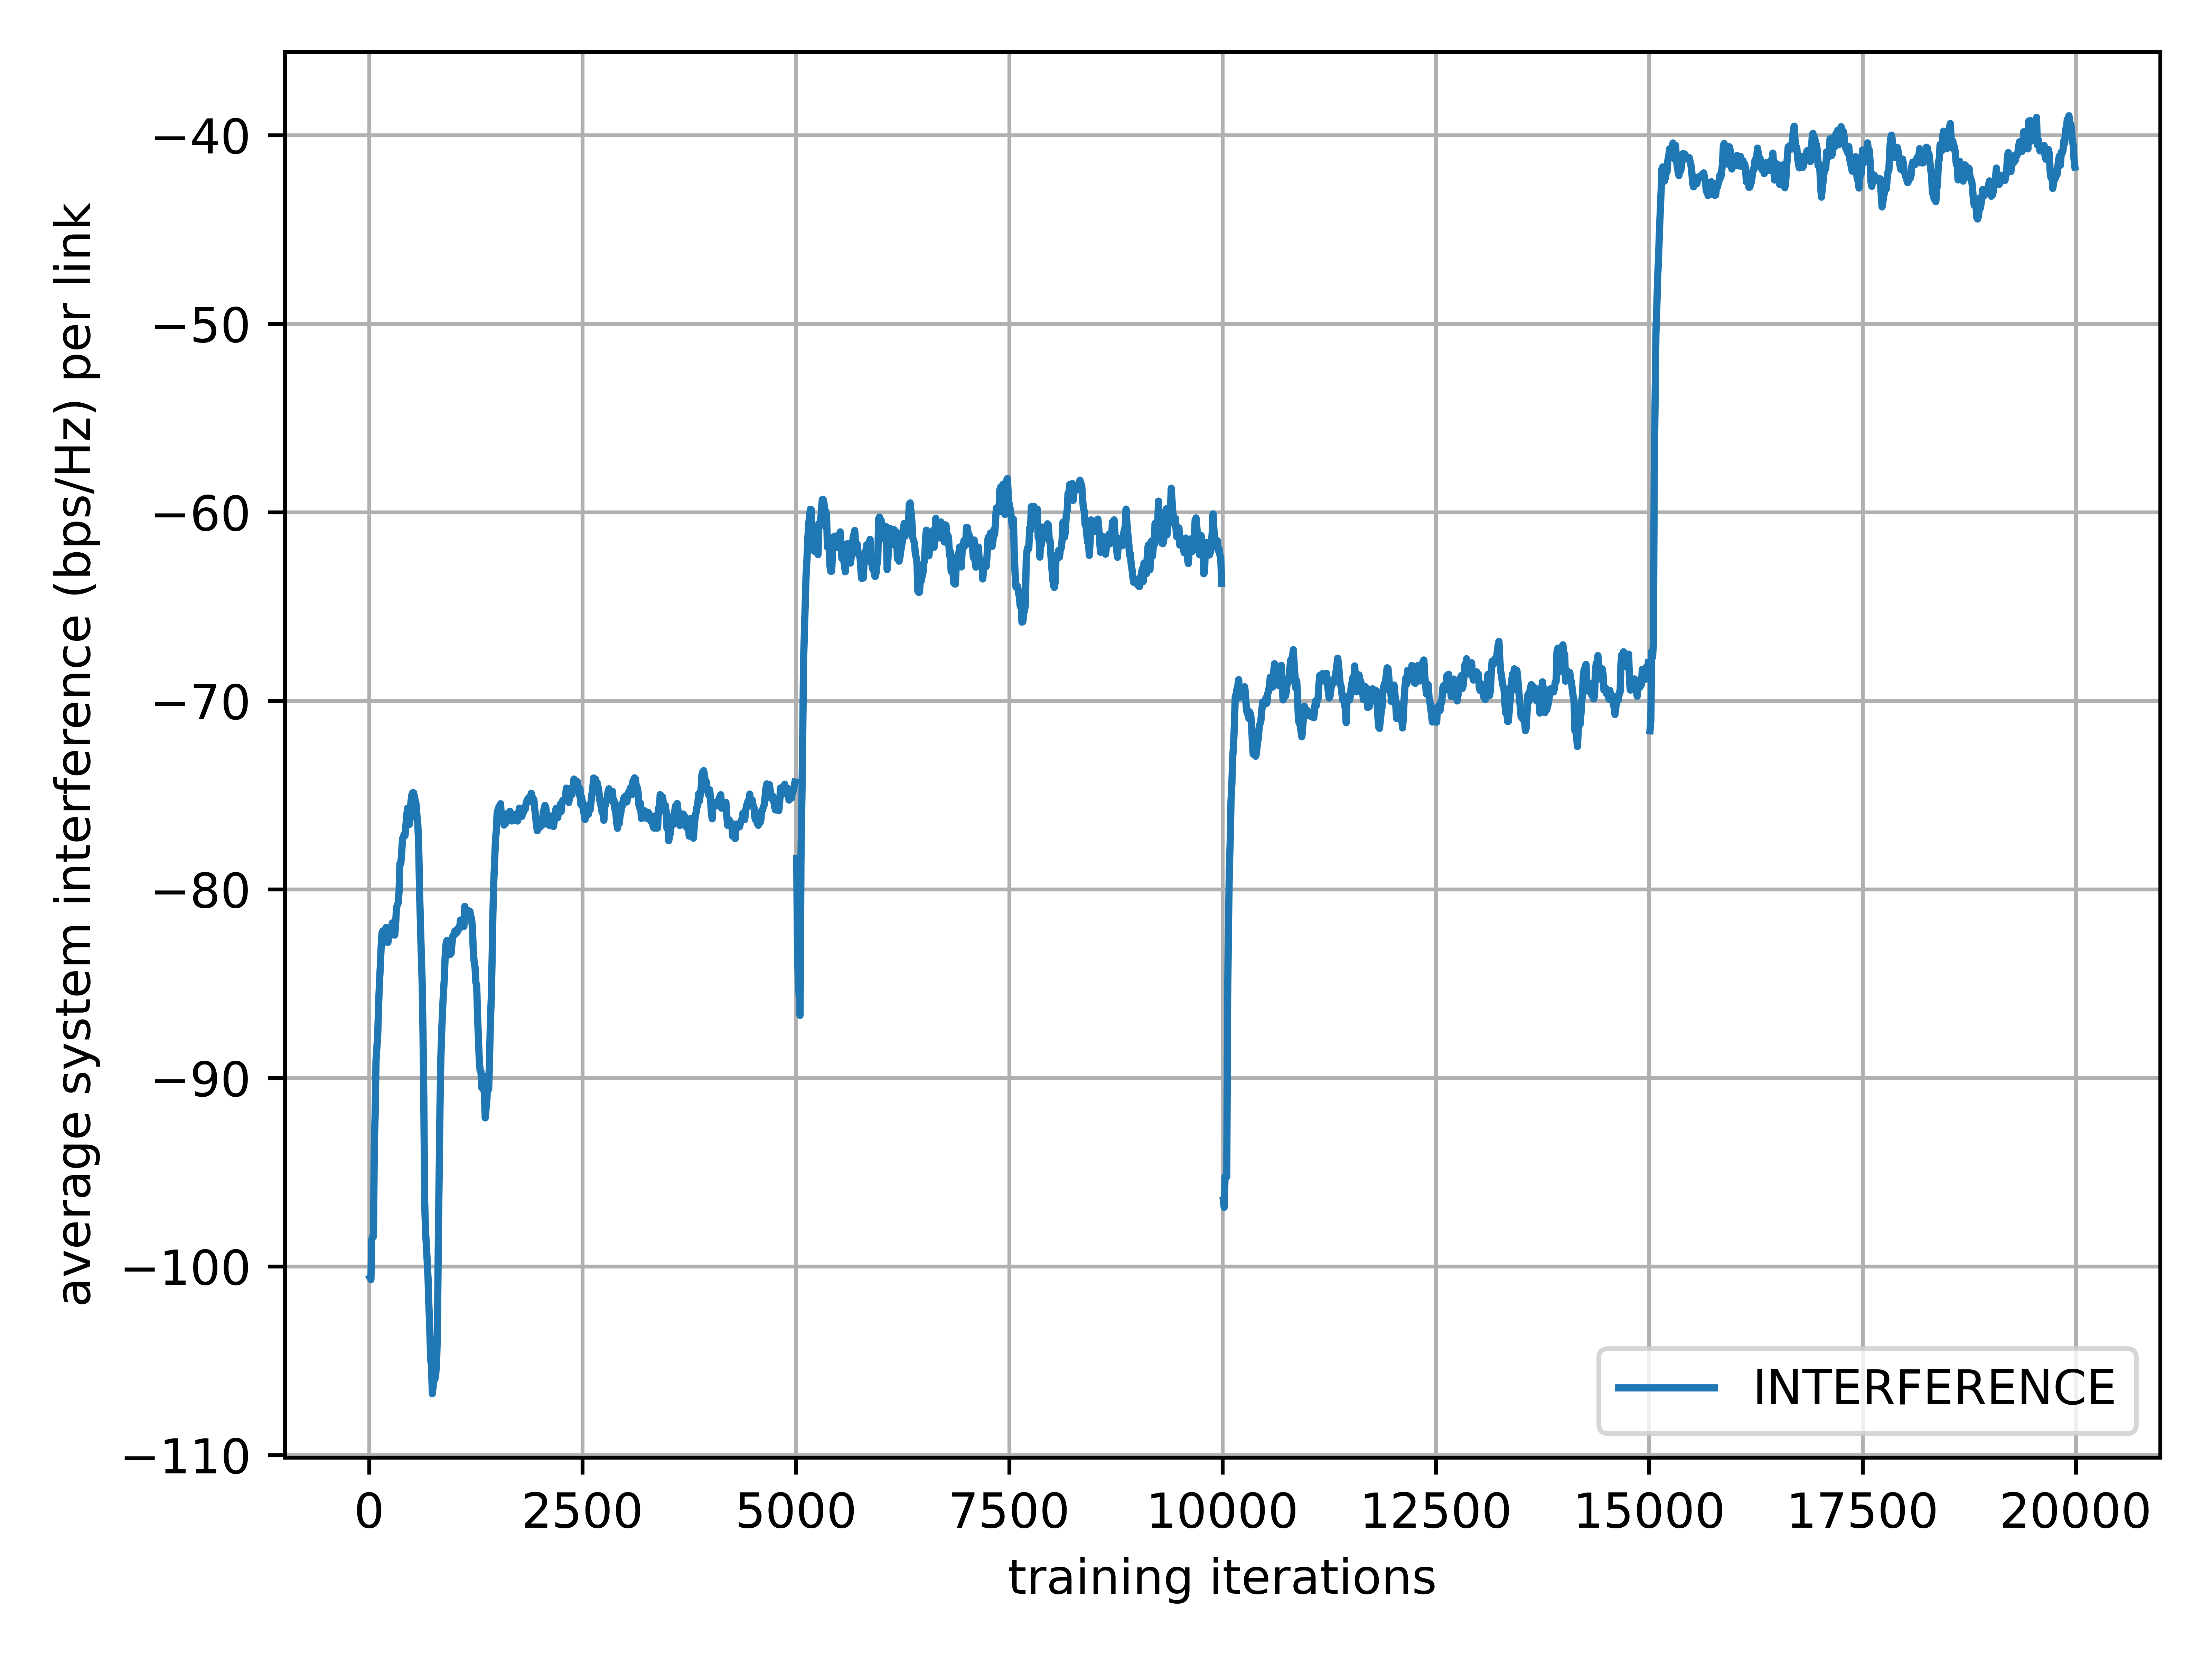 average system interference (bps/Hz) per link
−40
−50
−60
−70
−80
−90
−100
−110
0 2500 5000 7500 10000 12500 15000 17500 20000
training iterations
INTERFERENCE